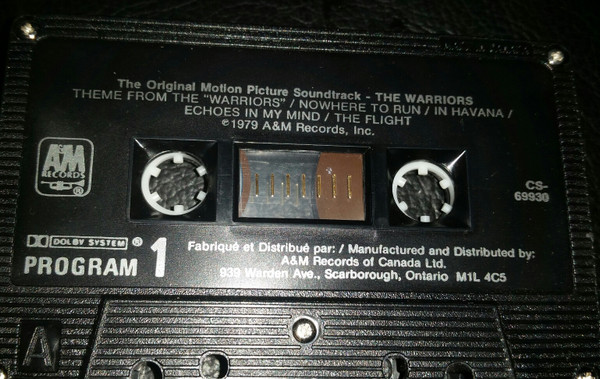 The Original Motion Picture Soundtrack - THE WARRIORS
THEME FROM THE "WARRIORS" / NOWHERE TO RUN / IN HAVANA /
ECHOES IN MY MIND / THE FLIGHT
℗1979 A&M Records, Inc.
A&M
RECORDS
CS-
69930
DOLBY SYSTEM ®
PROGRAM 1
Fabriqué et Distribué par: / Manufactured and Distributed by:
A&M Records of Canada Ltd.
939 Warden Ave., Scarborough, Ontario M1L 4C5
A